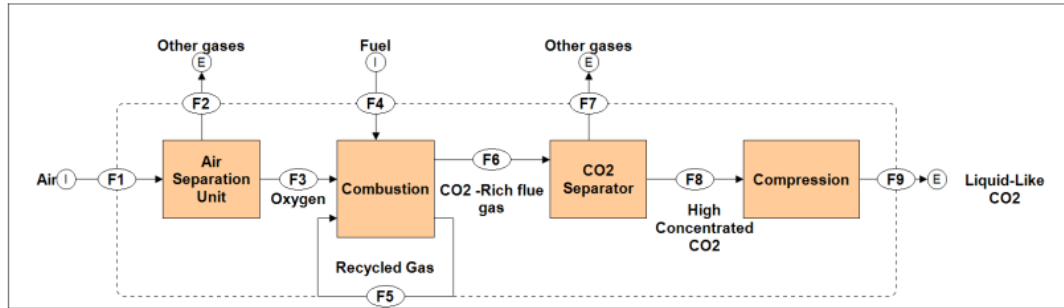 Other gases
Fuel
Other gases
E
I
E
F2
F4
F7
Air I
F1
Air
Separation
Unit
F3
Oxygen
Combustion
F6
CO2 -Rich flue
gas
CO2
Separator
F8
High
Concentrated
CO2
Compression
F9
E
Liquid-Like
CO2
Recycled Gas
F5